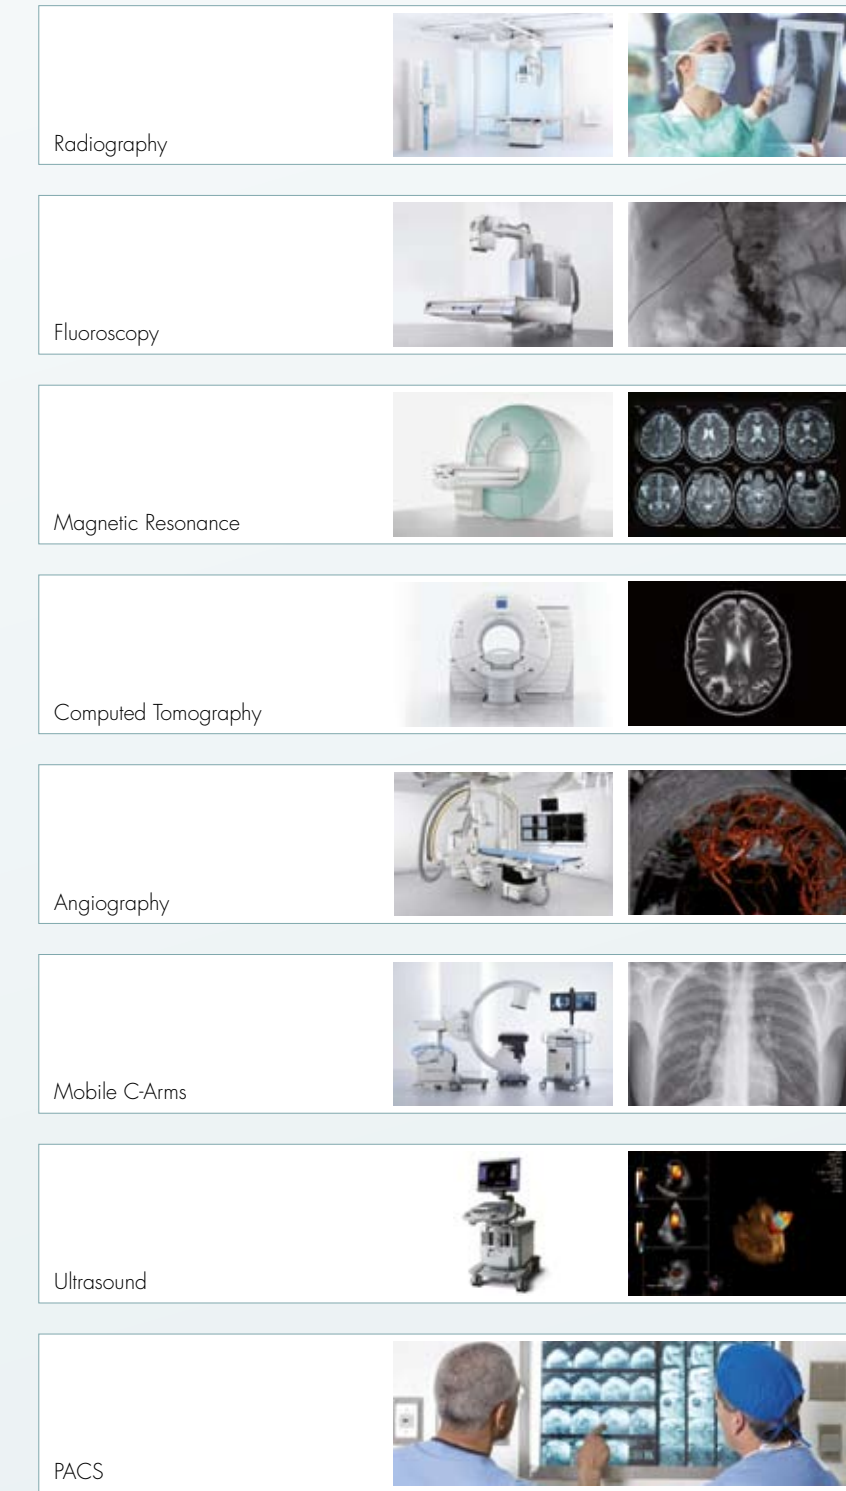 Radiography
Fluoroscopy
Magnetic Resonance
Computed Tomography
Angiography
Mobile C-Arms
Ultrasound
PACS